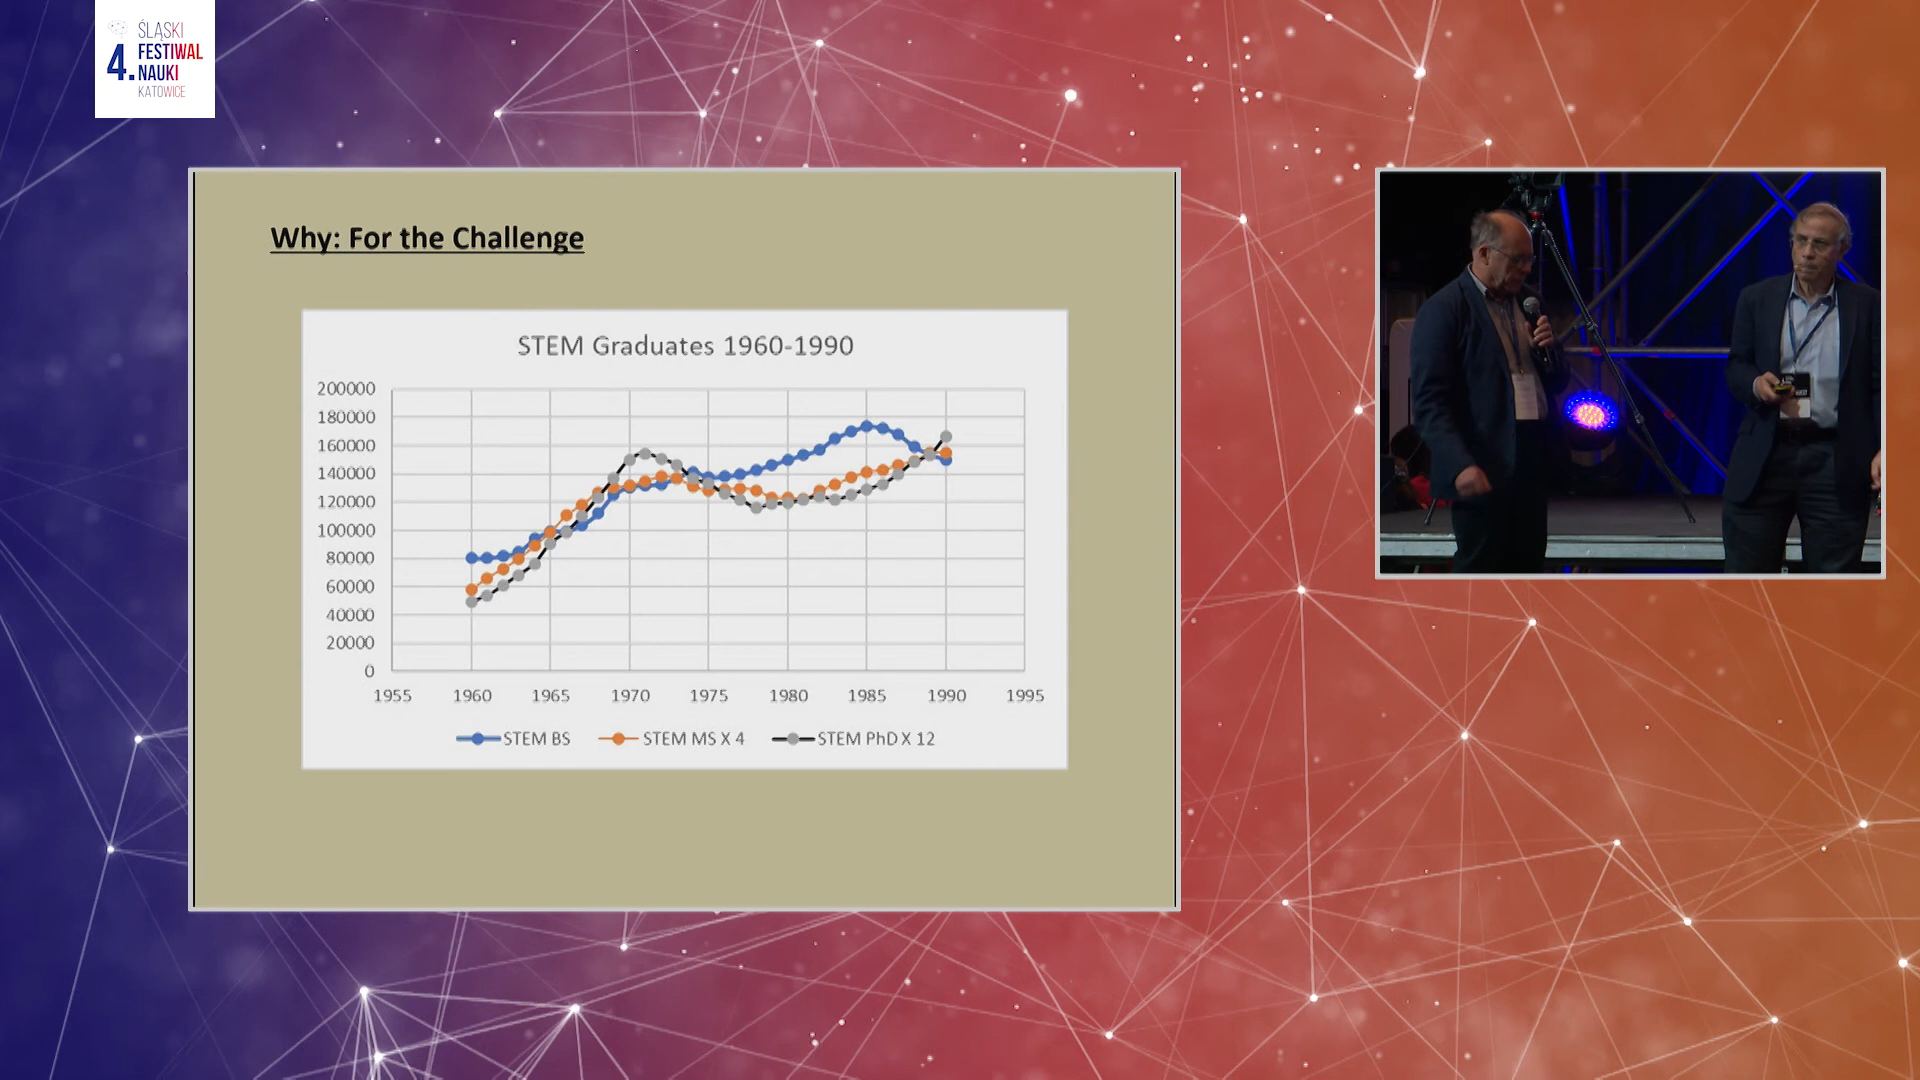 ŚLĄSKI
4. FESTIWAL
NAUKI
KATOWICE
Why: For the Challenge
STEM Graduates 1960-1990
200000
180000
160000
140000
120000
100000
80000
60000
40000
20000
0
1955 1960 1965 1970 1975 1980 1985 1990 1995
STEM BS STEM MS X 4 STEM PhD X 12